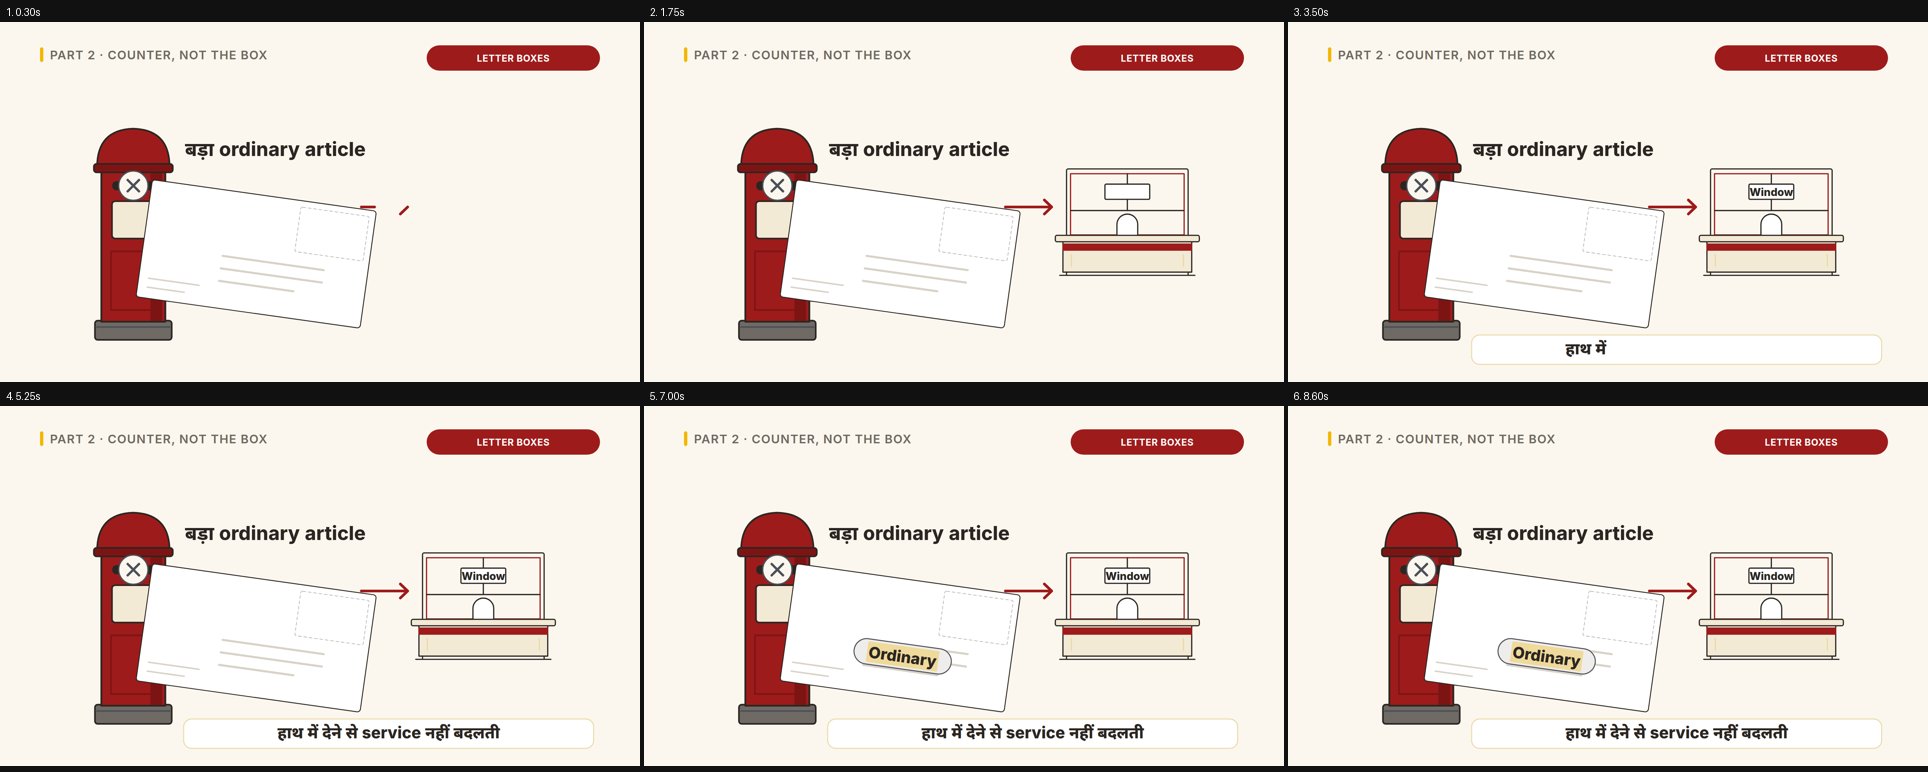 1. 0.30s
PART 2 · COUNTER, NOT THE BOX
LETTER BOXES
बड़ा ordinary article
2. 1.75s
PART 2 · COUNTER, NOT THE BOX
LETTER BOXES
बड़ा ordinary article
3. 3.50s
PART 2 · COUNTER, NOT THE BOX
LETTER BOXES
बड़ा ordinary article
Window
हाथ में
4. 5.25s
PART 2 · COUNTER, NOT THE BOX
LETTER BOXES
बड़ा ordinary article
Window
हाथ में देने से service नहीं बदलती
5. 7.00s
PART 2 · COUNTER, NOT THE BOX
LETTER BOXES
बड़ा ordinary article
Window
Ordinary
हाथ में देने से service नहीं बदलती
6. 8.60s
PART 2 · COUNTER, NOT THE BOX
LETTER BOXES
बड़ा ordinary article
Window
Ordinary
हाथ में देने से service नहीं बदलती